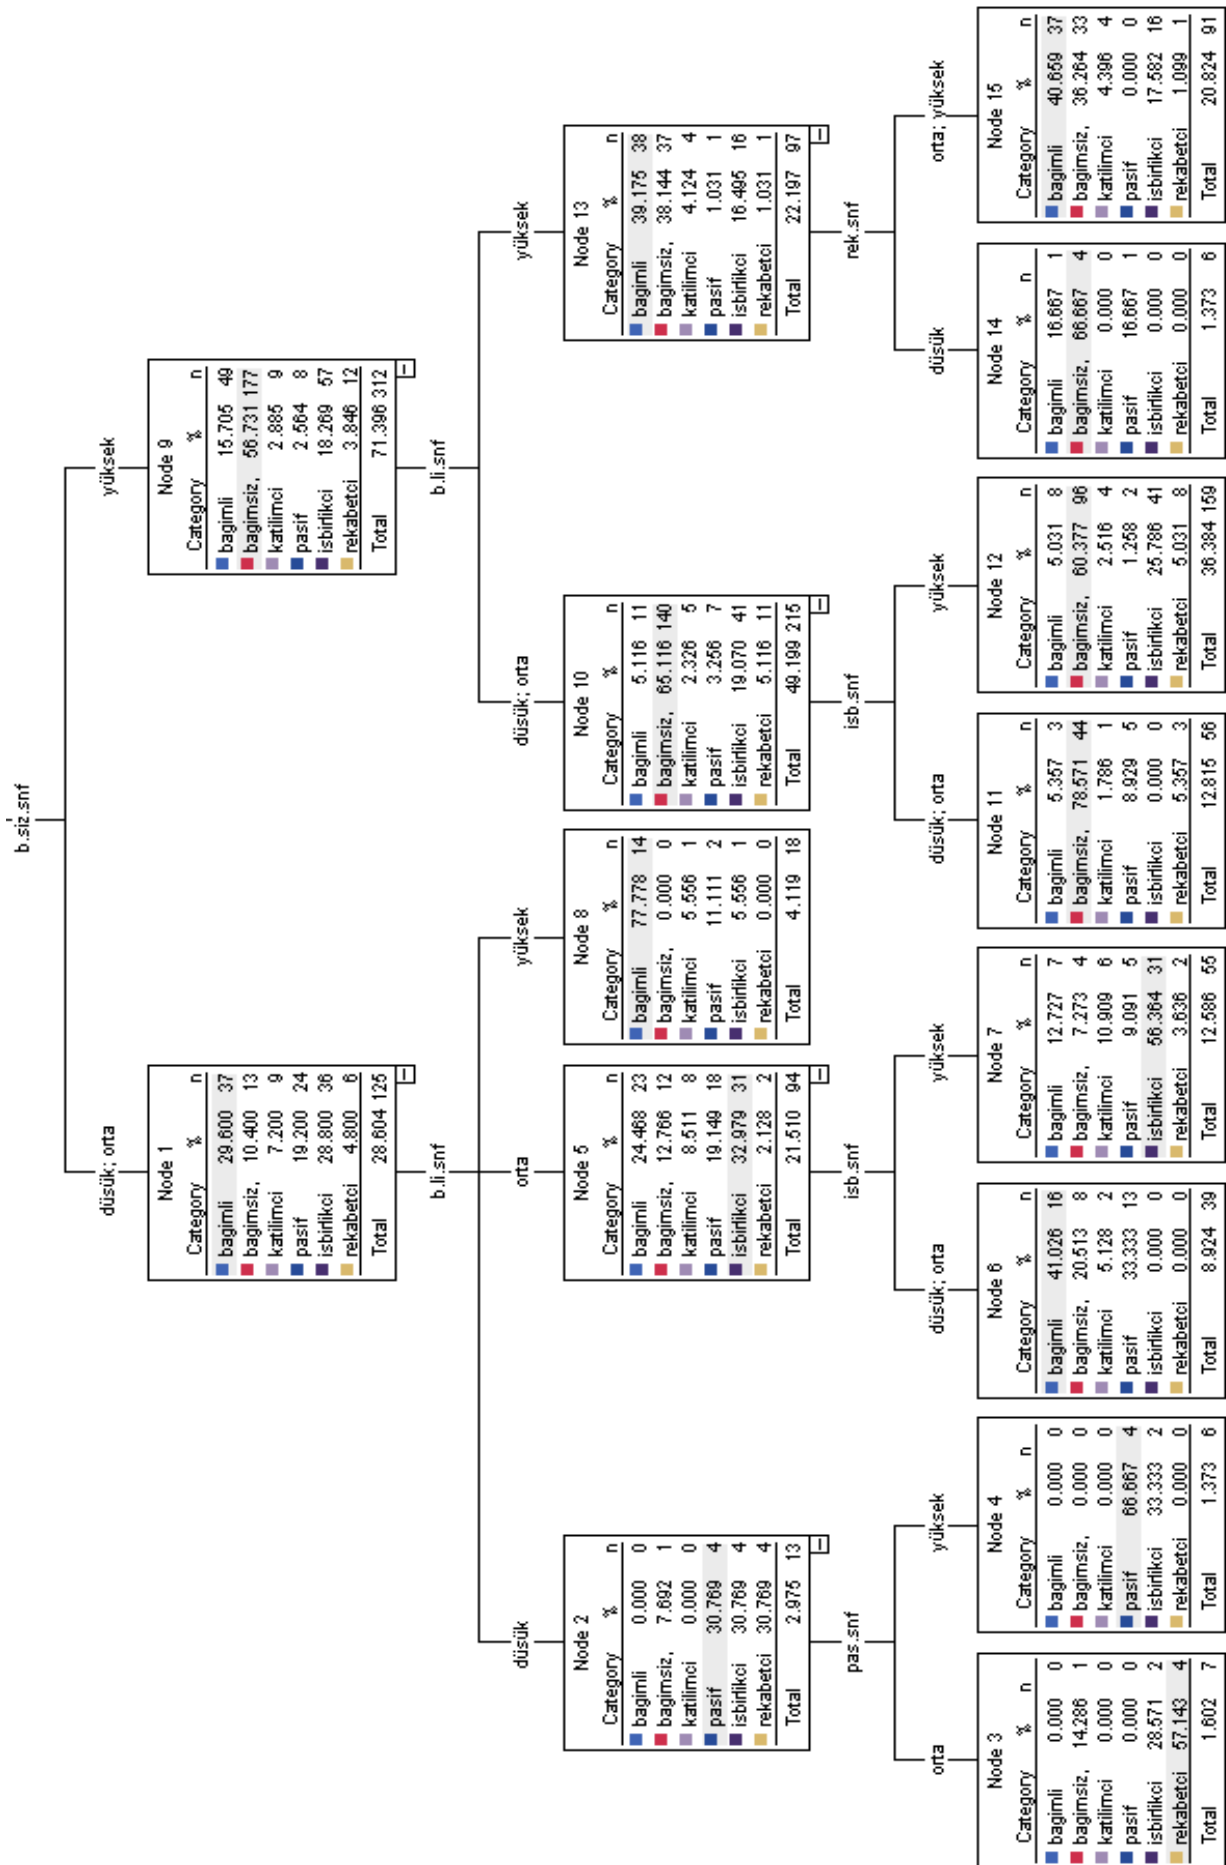 b.siz.snf
düsük; orta
yüksek
Node 1
Category % n
bagimli 29.600 37
bagimsiz, 10.400 13
katilimci 7.200 9
pasif 19.200 24
isbirlikci 28.800 36
rekabetci 4.800 6
Total 28.604 125
Node 9
Category % n
bagimli 15.705 49
bagimsiz, 56.731 177
katilimci 2.885 9
pasif 2.564 8
isbirlikci 18.269 57
rekabetci 3.846 12
Total 71.396 312
b.li.snf
b.li.snf
düsük
orta
yüksek
düsük; orta
yüksek
Node 2
Category % n
bagimli 0.000 0
bagimsiz, 7.692 1
katilimci 0.000 0
pasif 30.769 4
isbirlikci 30.769 4
rekabetci 30.769 4
Total 2.975 13
Node 5
Category % n
bagimli 24.468 23
bagimsiz, 12.766 12
katilimci 8.511 8
pasif 19.149 18
isbirlikci 32.979 31
rekabetci 2.128 2
Total 21.510 94
Node 8
Category % n
bagimli 77.778 14
bagimsiz, 0.000 0
katilimci 5.556 1
pasif 11.111 2
isbirlikci 5.556 1
rekabetci 0.000 0
Total 4.119 18
Node 10
Category % n
bagimli 5.116 11
bagimsiz, 65.116 140
katilimci 2.326 5
pasif 3.256 7
isbirlikci 19.070 41
rekabetci 5.116 11
Total 49.199 215
Node 13
Category % n
bagimli 39.175 38
bagimsiz, 38.144 37
katilimci 4.124 4
pasif 1.031 1
isbirlikci 16.495 16
rekabetci 1.031 1
Total 22.197 97
pas.snf
isb.snf
isb.snf
rek.snf
orta
yüksek
düsük; orta
yüksek
düsük; orta
yüksek
düsük
orta; yüksek
Node 3
Category % n
bagimli 0.000 0
bagimsiz, 14.286 1
katilimci 0.000 0
pasif 0.000 0
isbirlikci 28.571 2
rekabetci 57.143 4
Total 1.602 7
Node 4
Category % n
bagimli 0.000 0
bagimsiz, 0.000 0
katilimci 0.000 0
pasif 66.667 4
isbirlikci 33.333 2
rekabetci 0.000 0
Total 1.373 6
Node 6
Category % n
bagimli 41.026 16
bagimsiz, 20.513 8
katilimci 5.128 2
pasif 33.333 13
isbirlikci 0.000 0
rekabetci 0.000 0
Total 8.924 39
Node 7
Category % n
bagimli 12.727 7
bagimsiz, 7.273 4
katilimci 10.909 6
pasif 9.091 5
isbirlikci 56.364 31
rekabetci 3.636 2
Total 12.586 55
Node 11
Category % n
bagimli 5.357 3
bagimsiz, 78.571 44
katilimci 1.786 1
pasif 8.929 5
isbirlikci 0.000 0
rekabetci 5.357 3
Total 12.815 56
Node 12
Category % n
bagimli 5.031 8
bagimsiz, 60.377 96
katilimci 2.516 4
pasif 1.258 2
isbirlikci 25.786 41
rekabetci 5.031 8
Total 36.384 159
Node 14
Category % n
bagimli 16.667 1
bagimsiz, 66.667 4
katilimci 0.000 0
pasif 16.667 1
isbirlikci 0.000 0
rekabetci 0.000 0
Total 1.373 6
Node 15
Category % n
bagimli 40.659 37
bagimsiz, 36.264 33
katilimci 4.396 4
pasif 0.000 0
isbirlikci 17.582 16
rekabetci 1.099 1
Total 20.824 91